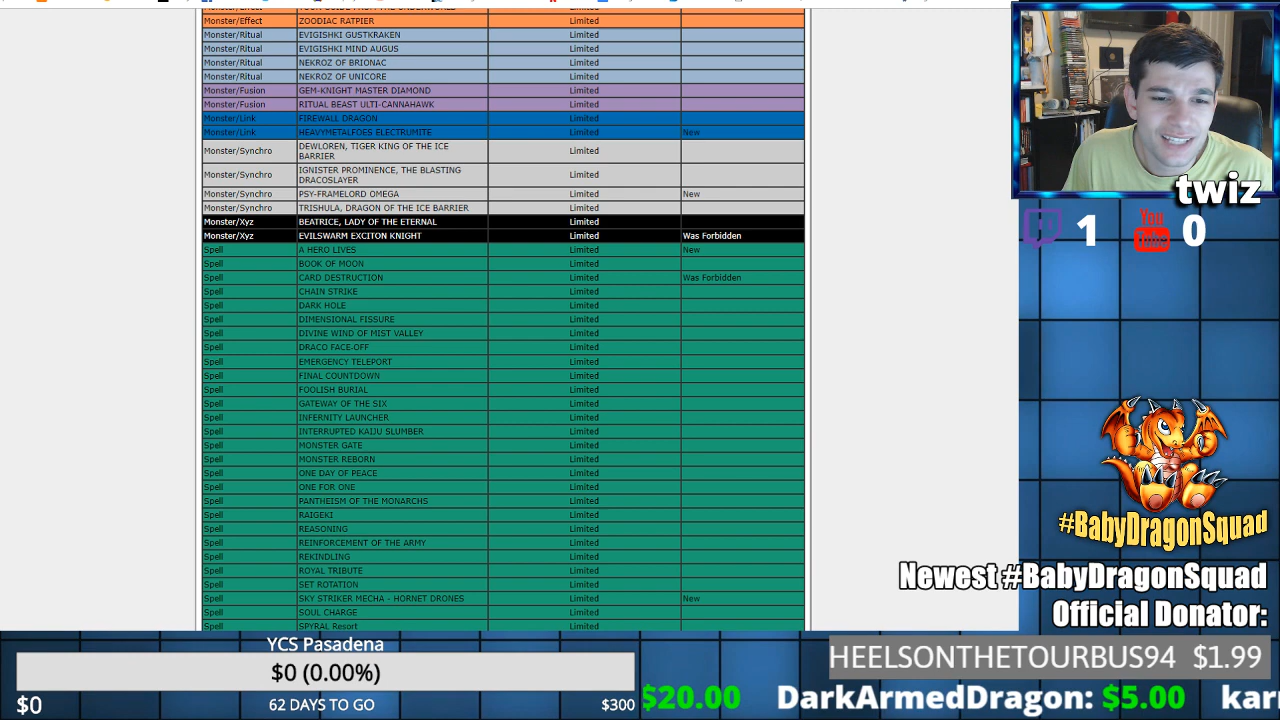 Monster/Effect ZOODIAC RATPIER Limited
Monster/Ritual EVIGISHKI GUSTKRAKEN Limited
Monster/Ritual EVIGISHKI MIND AUGUS Limited
Monster/Ritual NEKROZ OF BRIONAC Limited
Monster/Ritual NEKROZ OF UNICORE Limited
Monster/Fusion GEM-KNIGHT MASTER DIAMOND Limited
Monster/Fusion RITUAL BEAST ULTI-CANNAHAWK Limited
Monster/Link FIREWALL DRAGON Limited
Monster/Link HEAVYMETALFOES ELECTRUMITE Limited New
Monster/Synchro DEWLOREN, TIGER KING OF THE ICE
BARRIER Limited
Monster/Synchro IGNISTER PROMINENCE, THE BLASTING
DRACOSLAYER Limited
Monster/Synchro PSY-FRAMELORD OMEGA Limited New
Monster/Synchro TRISHULA, DRAGON OF THE ICE BARRIER Limited
Monster/Xyz BEATRICE, LADY OF THE ETERNAL Limited
Monster/Xyz EVILSWARM EXCITON KNIGHT Limited Was Forbidden
Spell A HERO LIVES Limited New
Spell BOOK OF MOON Limited
Spell CARD DESTRUCTION Limited Was Forbidden
Spell CHAIN STRIKE Limited
Spell DARK HOLE Limited
Spell DIMENSIONAL FISSURE Limited
Spell DIVINE WIND OF MIST VALLEY Limited
Spell DRACO FACE-OFF Limited
Spell EMERGENCY TELEPORT Limited
Spell FINAL COUNTDOWN Limited
Spell FOOLISH BURIAL Limited
Spell GATEWAY OF THE SIX Limited
Spell INFERNITY LAUNCHER Limited
Spell INTERRUPTED KAIJU SLUMBER Limited
Spell MONSTER GATE Limited
Spell MONSTER REBORN Limited
Spell ONE DAY OF PEACE Limited
Spell ONE FOR ONE Limited
Spell PANTHEISM OF THE MONARCHS Limited
Spell RAIGEKI Limited
Spell REASONING Limited
Spell REINFORCEMENT OF THE ARMY Limited
Spell REKINDLING Limited
Spell ROYAL TRIBUTE Limited
Spell SET ROTATION Limited
Spell SKY STRIKER MECHA - HORNET DRONES Limited New
Spell SOUL CHARGE Limited
Spell SPYRAL Resort Limited
twiz
1 You Tube 0
#BabyDragonSquad
Newest #BabyDragonSquad
Official Donator:
HEELSONTHETOURBUS94 $1.99
YCS Pasadena
$0 (0.00%)
$0 62 DAYS TO GO $300
$20.00 DarkArmedDragon: $5.00